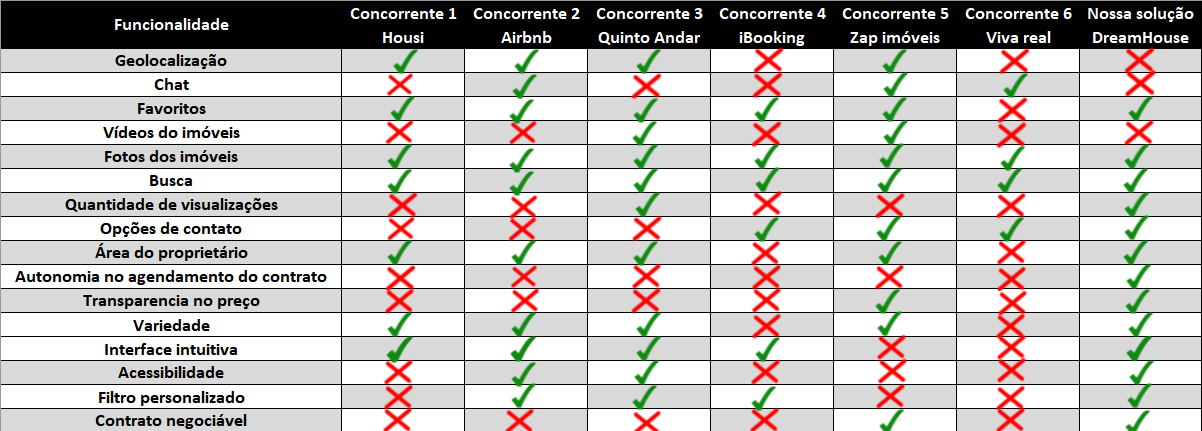 Funcionalidade
Concorrente 1
Housi
Concorrente 2
Airbnb
Concorrente 3
Quinto Andar
Concorrente 4
iBooking
Concorrente 5
Zap imóveis
Concorrente 6
Viva real
Nossa solução
DreamHouse
Geolocalização
Chat
Favoritos
Vídeos do imóveis
Fotos dos imóveis
Busca
Quantidade de visualizações
Opções de contato
Área do proprietário
Autonomia no agendamento do contrato
Transparencia no preço
Variedade
Interface intuitiva
Acessibilidade
Filtro personalizado
Contrato negociável